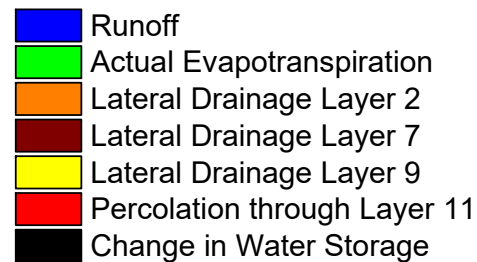 Runoff
Actual Evapotranspiration
Lateral Drainage Layer 2
Lateral Drainage Layer 7
Lateral Drainage Layer 9
Percolation through Layer 11
Change in Water Storage